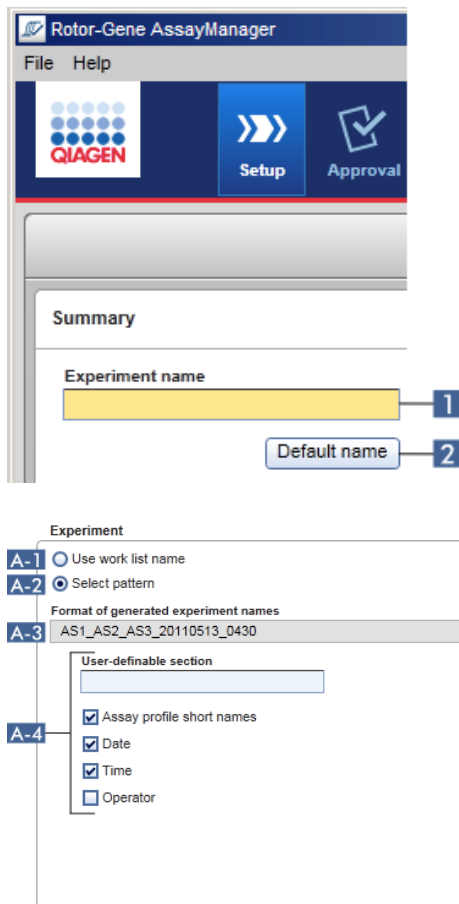 Rotor-Gene AssayManager
File Help
QIAGEN
Setup
Approval
Summary
Experiment name
1
Default name
2
Experiment
A-1 Use work list name
A-2 Select pattern
Format of generated experiment names
A-3 AS1_AS2_AS3_20110513_0430
User-definable section
Assay profile short names
A-4
Date
Time
Operator